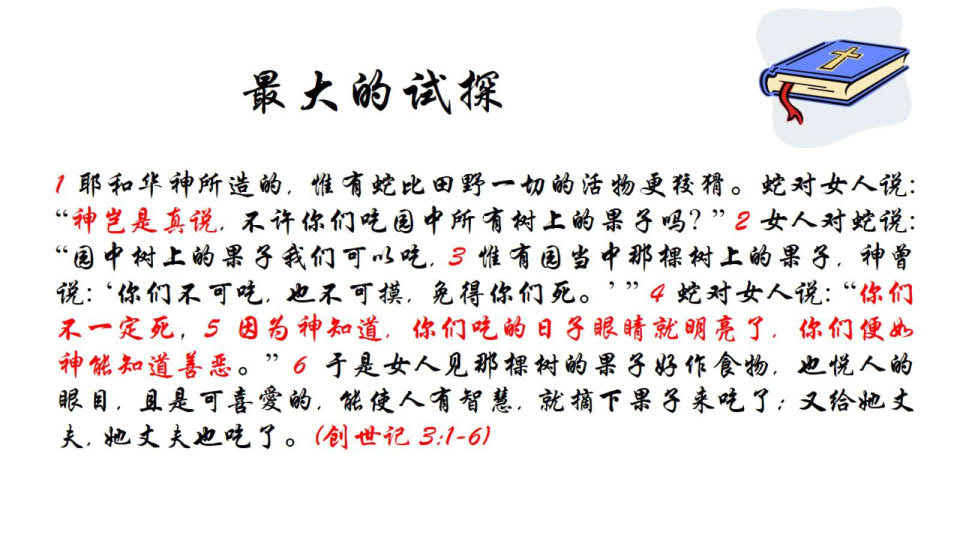 最大的试探
1 耶和华神所造的, 惟有蛇比田野一切的活物更狡猾。蛇对女人说:
“神岂是真说, 不许你们吃园中所有树上的果子吗?” 2 女人对蛇说:
“园中树上的果子我们可以吃, 3 惟有园当中那棵树上的果子, 神曾
说: ‘你们不可吃, 也不可摸, 免得你们死。’ ” 4 蛇对女人说: “你们
不一定死, 5 因为神知道, 你们吃的日子眼睛就明亮了, 你们便如
神能知道善恶。” 6 于是女人见那棵树的果子好作食物, 也悦人的
眼目, 且是可喜爱的, 能使人有智慧, 就摘下果子来吃了; 又给她丈
夫, 她丈夫也吃了。(创世记 3:1-6)